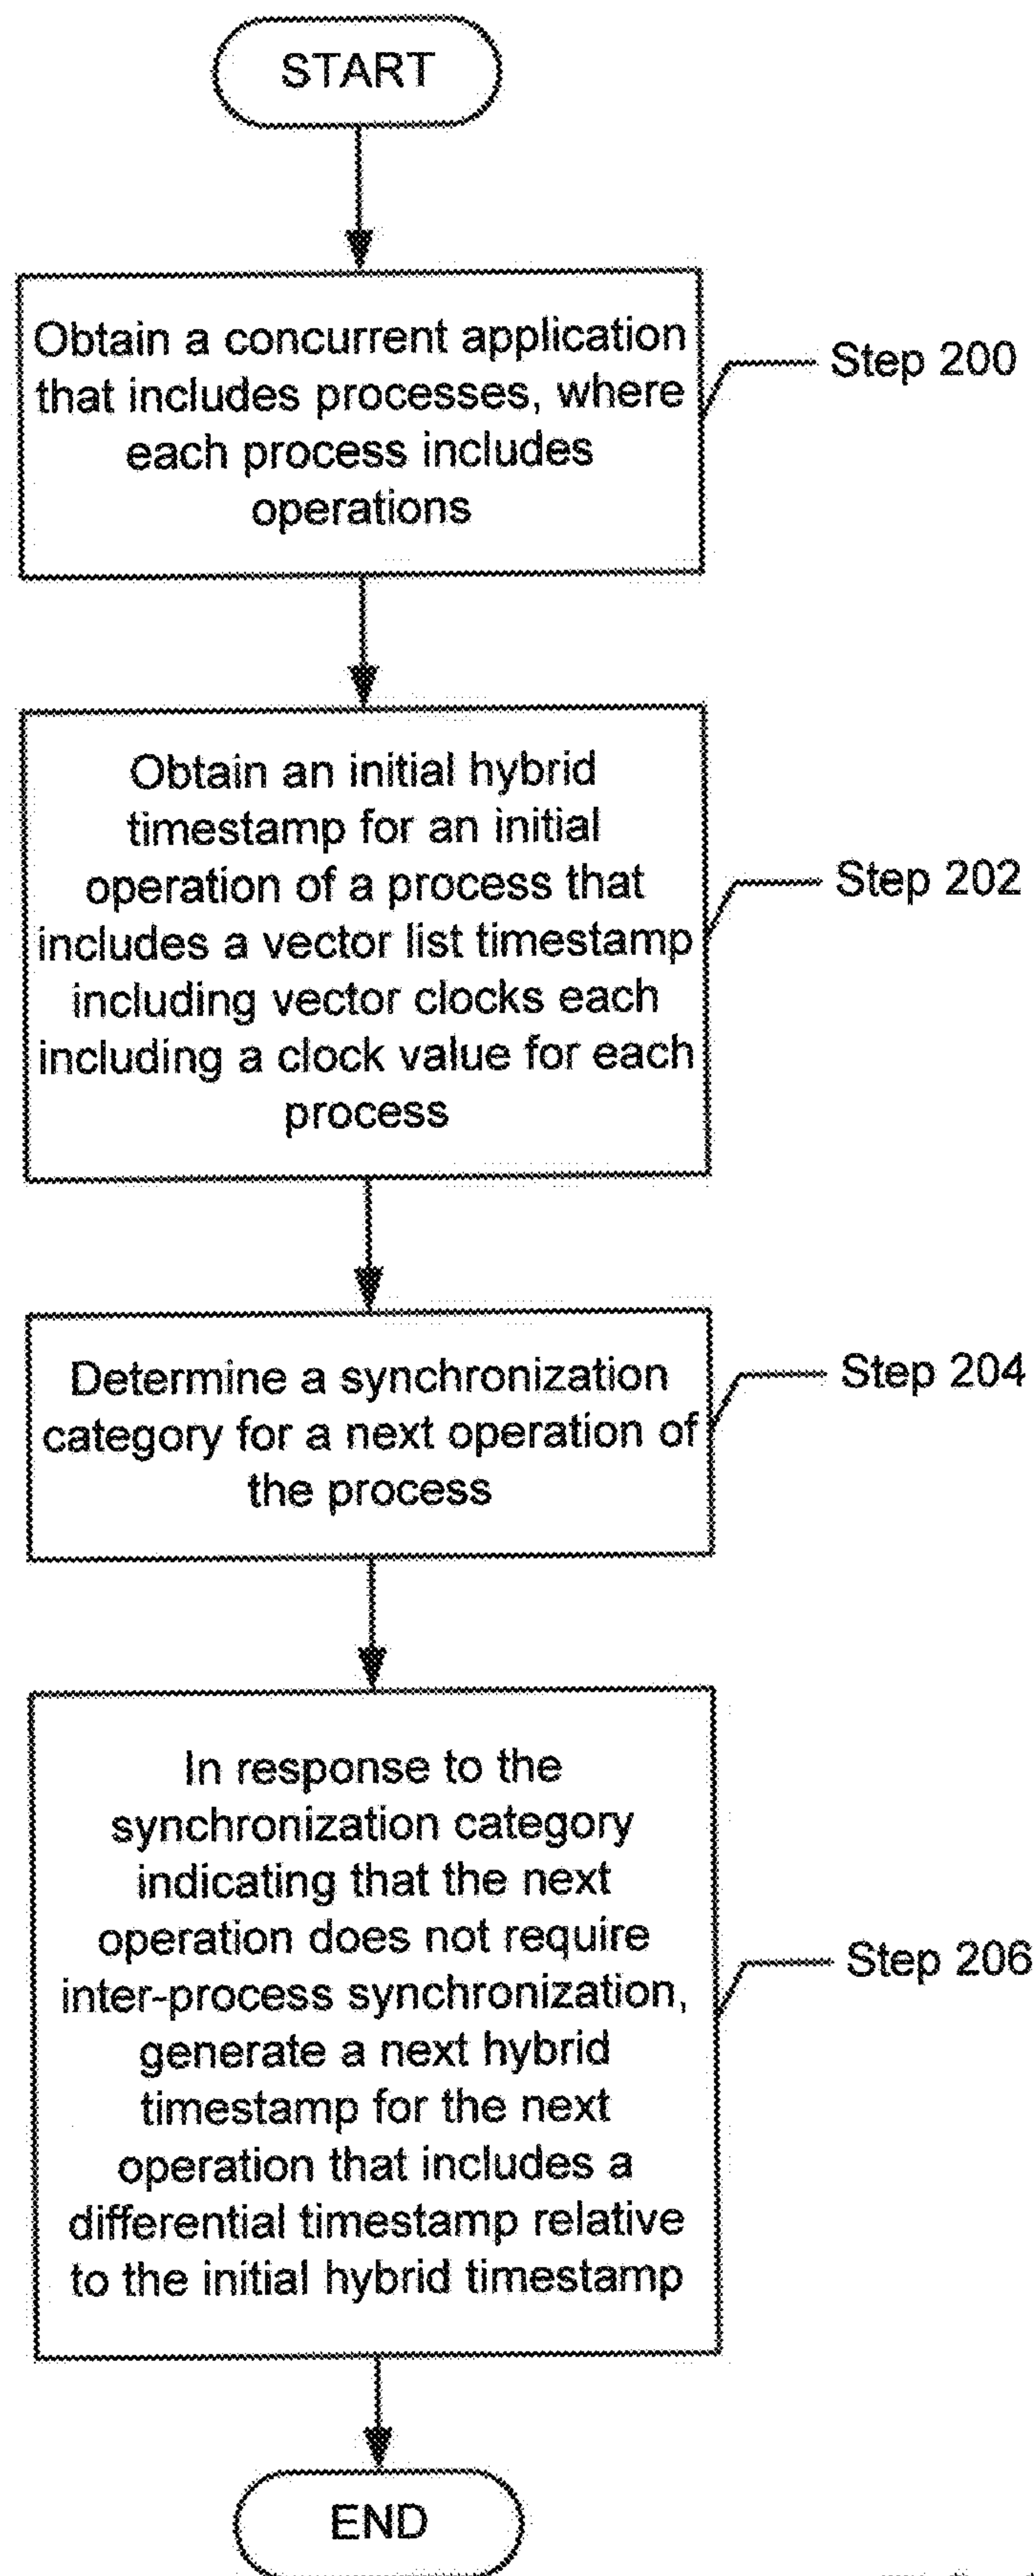 START
Obtain a concurrent application
that includes processes, where
each process includes
operations
Step 200
Obtain an initial hybrid
timestamp for an initial
operation of a process that
includes a vector list timestamp
including vector clocks each
including a clock value for each
process
Step 202
Determine a synchronization
category for a next operation of
the process
Step 204
In response to the
synchronization category
indicating that the next
operation does not require
inter-process synchronization,
generate a next hybrid
timestamp for the next
operation that includes a
differential timestamp relative
to the initial hybrid timestamp
Step 206
END